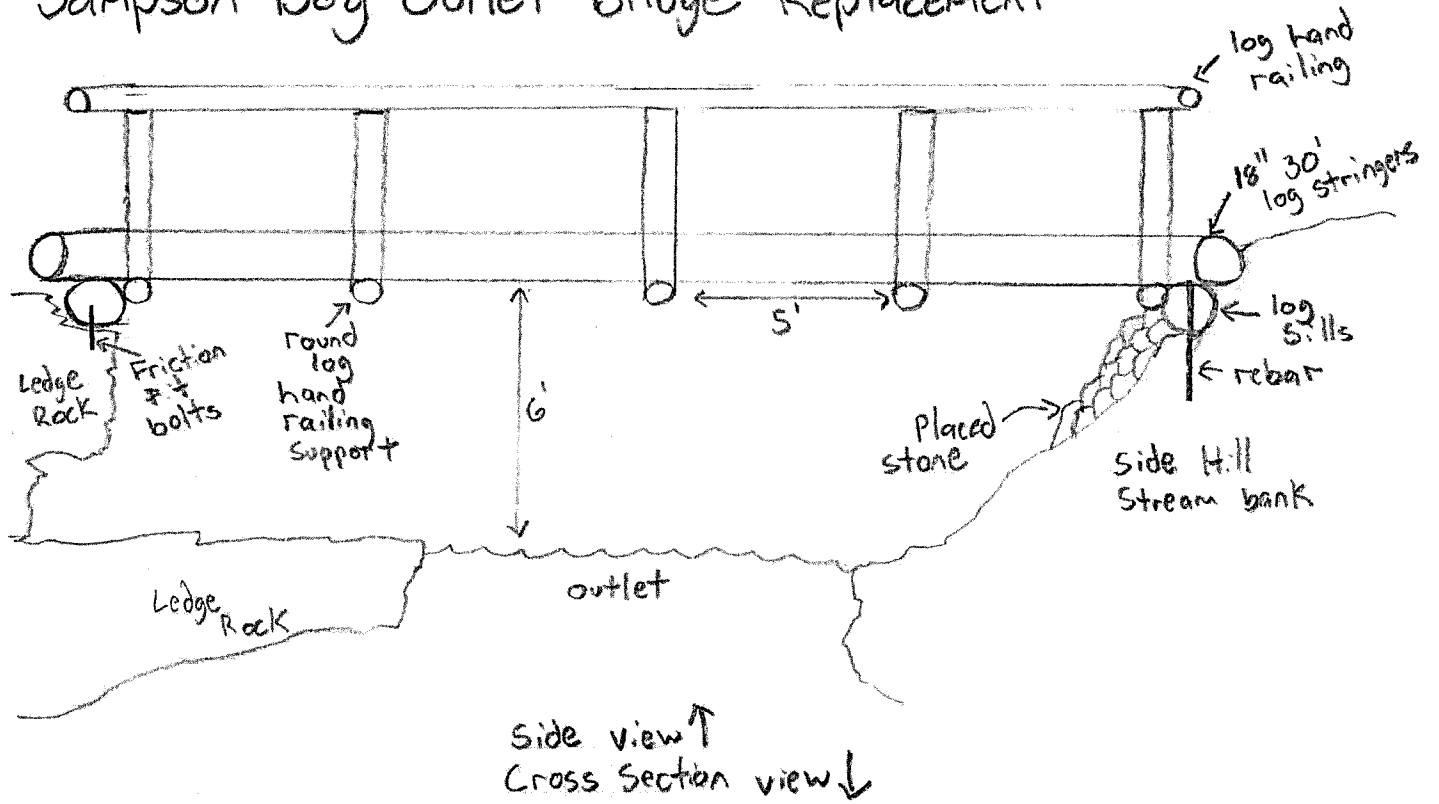 Sampson Bog Outlet Bridge Replacement
log hand
railing
18" 30'
log stringers
5'
log
sills
rebar
round
log
hand
railing
support
Friction
fit
bolts
Ledge
Rock
6'
Placed
stone
Side Hill
Stream bank
outlet
Ledge
Rock
Side view ↑
Cross Section view ↓